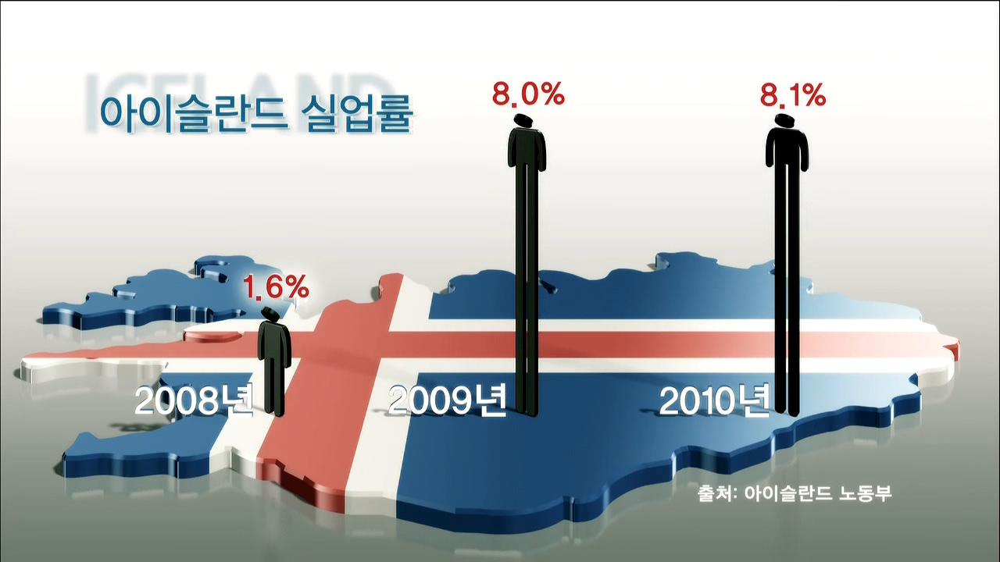 ICELAND
아이슬란드 실업률
1.6%
8.0%
8.1%
2008년
2009년
2010년
출처: 아이슬란드 노동부